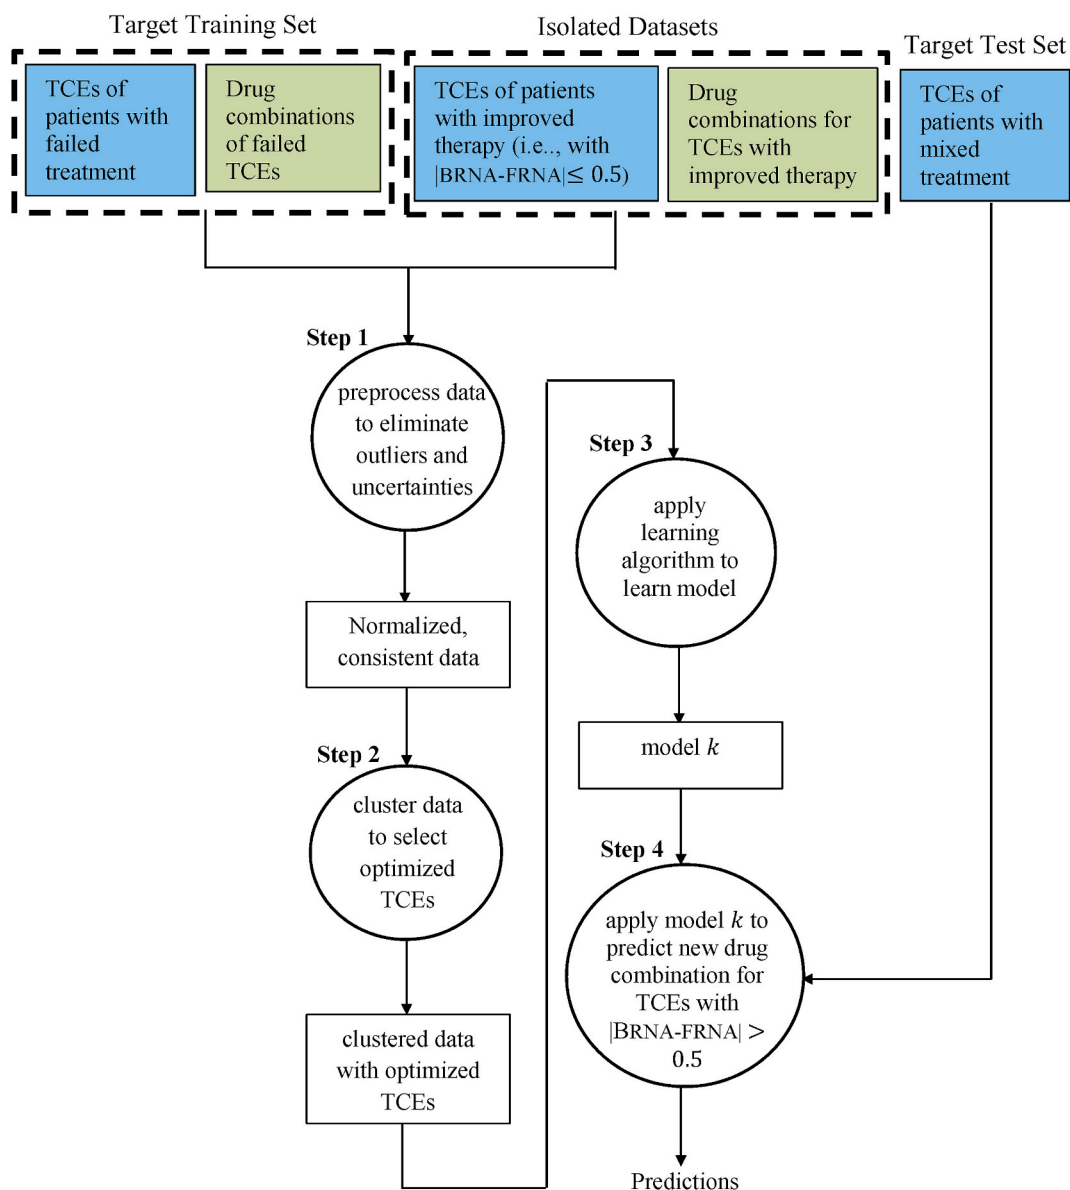 Target Training Set
Isolated Datasets
Target Test Set
TCEs of
patients with
failed
treatment
Drug
combinations
of failed
TCEs
TCEs of patients
with improved
therapy (i.e.., with
|BRNA-FRNA|≤ 0.5)
Drug
combinations for
TCEs with
improved therapy
TCEs of
patients with
mixed
treatment
Step 1
preprocess data
to eliminate
outliers and
uncertainties
Normalized,
consistent data
Step 2
cluster data
to select
optimized
TCEs
clustered data
with optimized
TCEs
Step 3
apply
learning
algorithm to
learn model
model k
Step 4
apply model k to
predict new drug
combination for
TCEs with
|BRNA-FRNA| >
0.5
Predictions